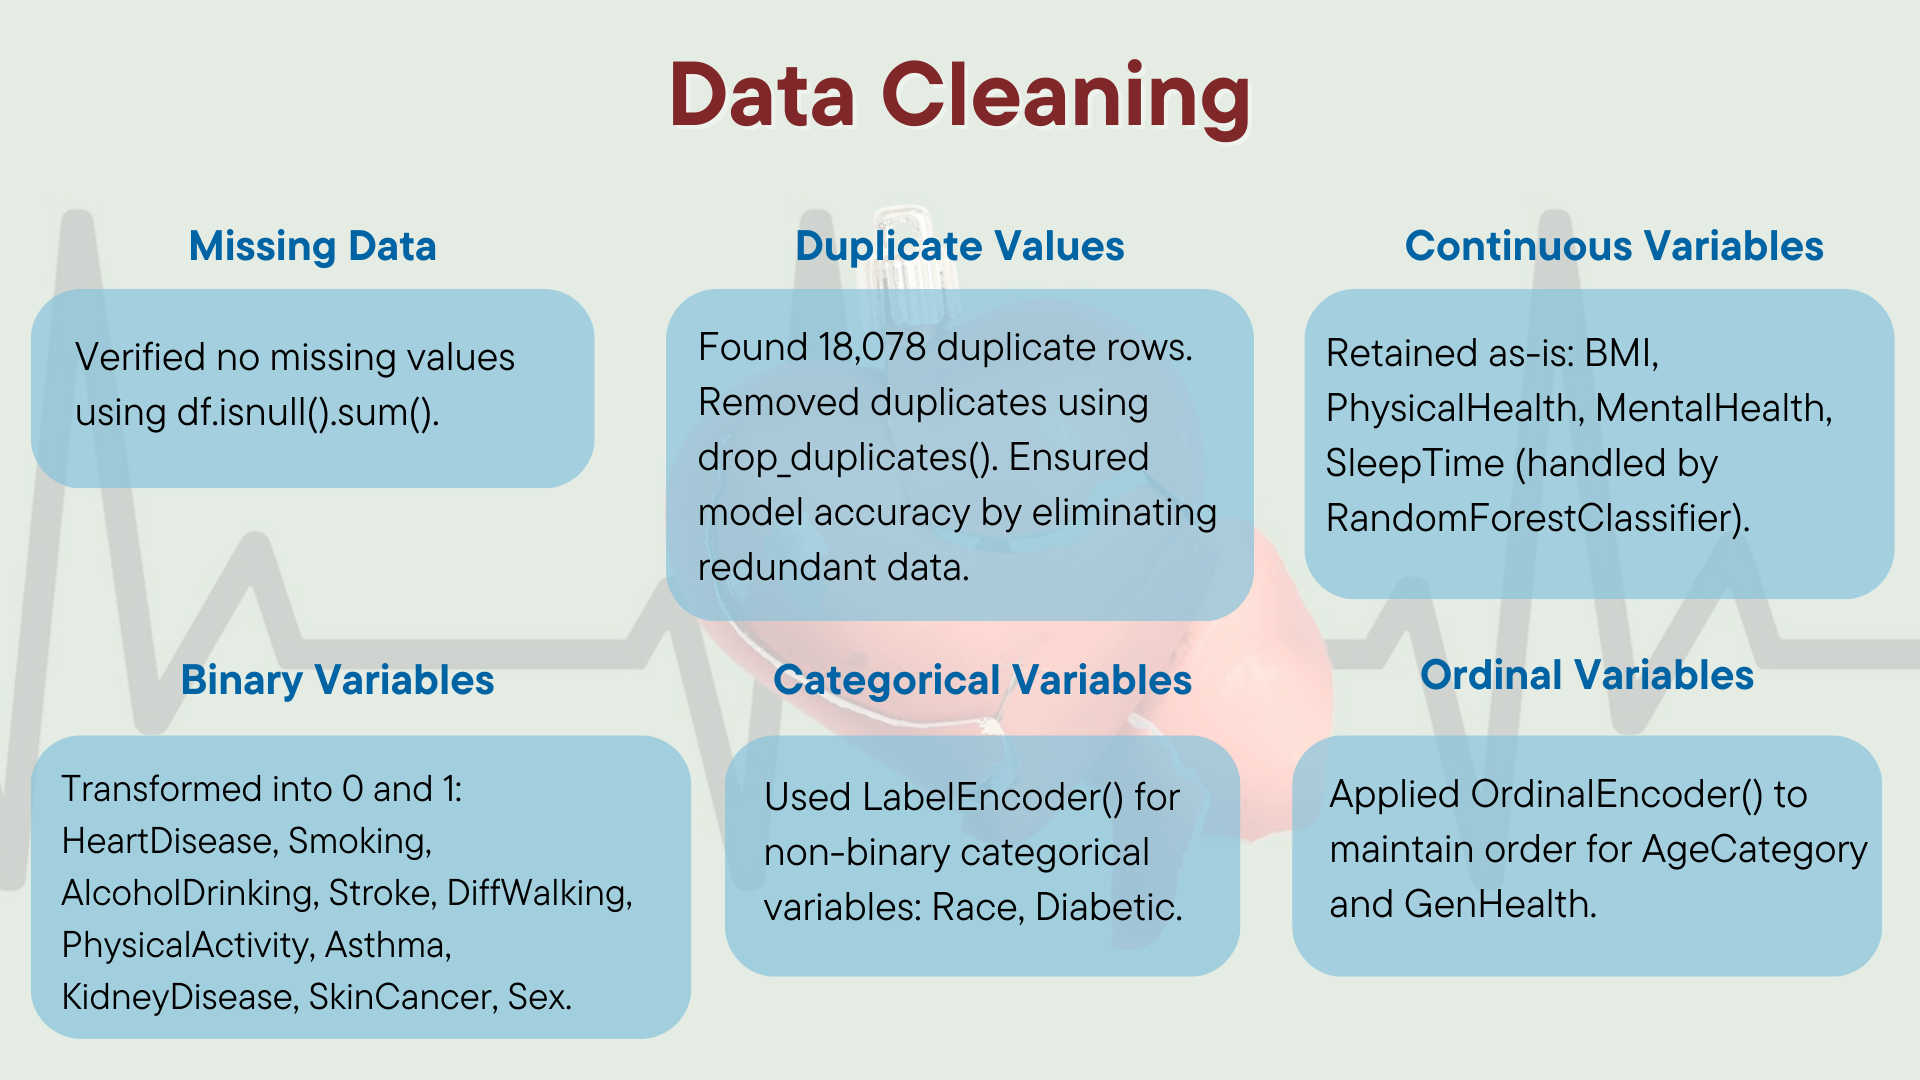 Data Cleaning
Missing Data
Verified no missing values
using df.isnull().sum().
Duplicate Values
Found 18,078 duplicate rows.
Removed duplicates using
drop_duplicates(). Ensured
model accuracy by eliminating
redundant data.
Continuous Variables
Retained as-is: BMI,
PhysicalHealth, MentalHealth,
SleepTime (handled by
RandomForestClassifier).
Binary Variables
Transformed into 0 and 1:
HeartDisease, Smoking,
AlcoholDrinking, Stroke, DiffWalking,
PhysicalActivity, Asthma,
KidneyDisease, SkinCancer, Sex.
Categorical Variables
Used LabelEncoder() for
non-binary categorical
variables: Race, Diabetic.
Ordinal Variables
Applied OrdinalEncoder() to
maintain order for AgeCategory
and GenHealth.